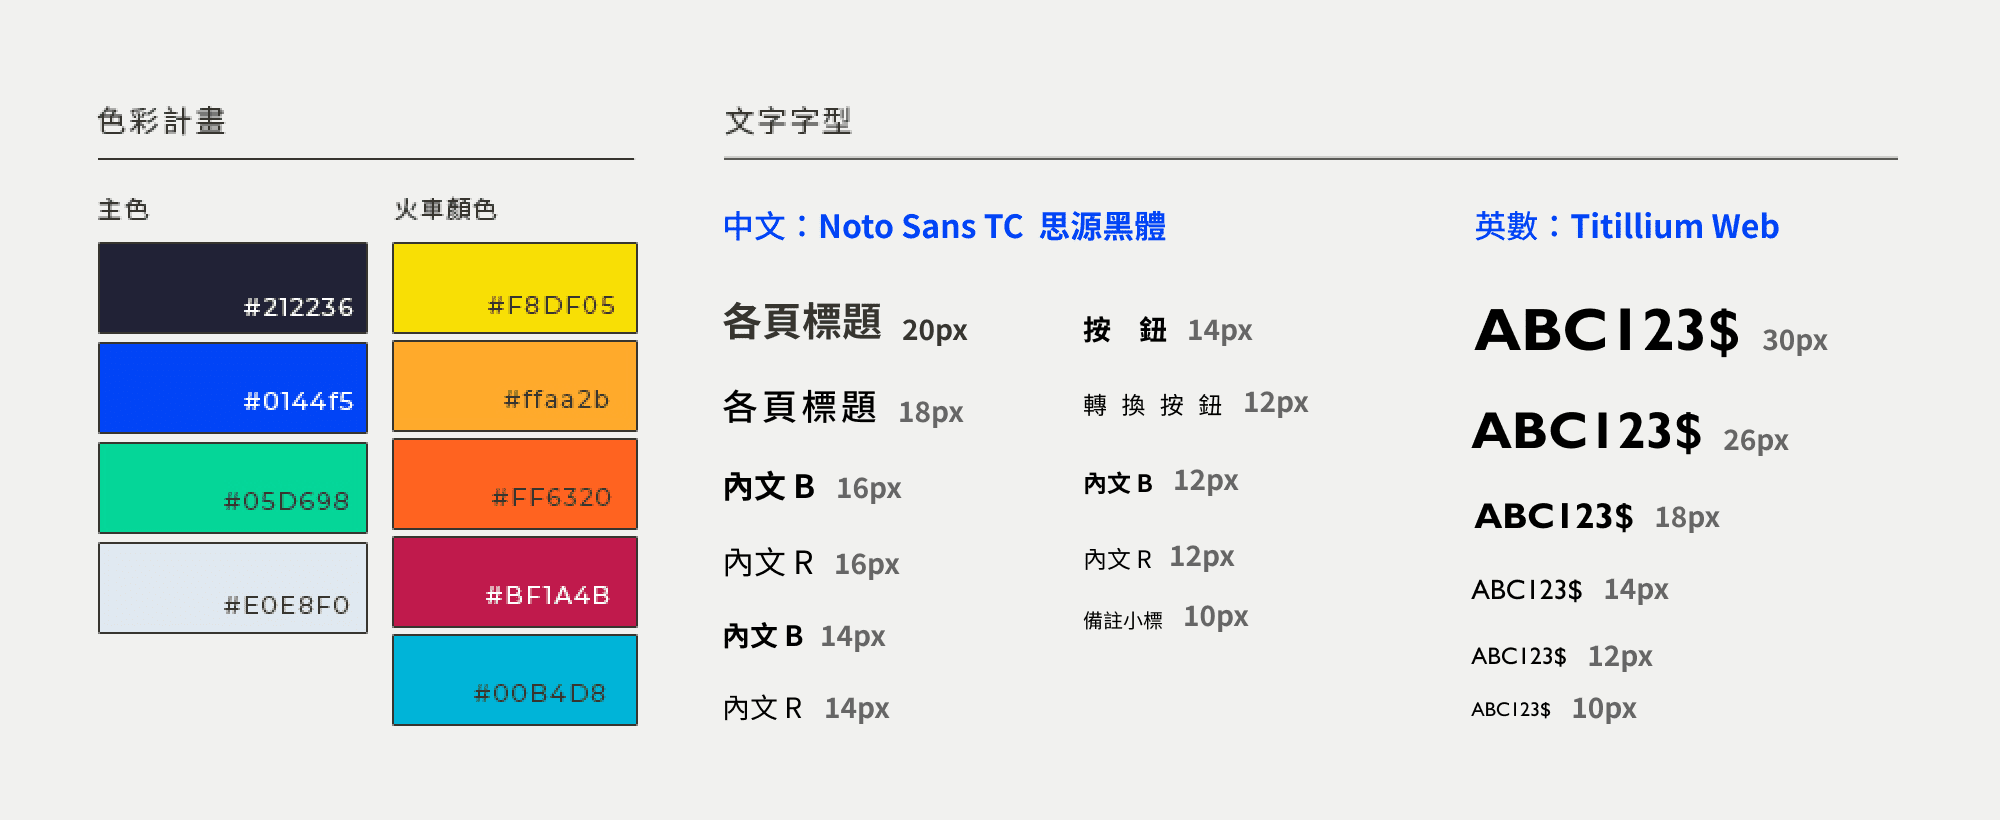 色彩計畫
主色
#212236
#0144f5
#05D698
#E0E8F0
火車顏色
#F8DF05
#ffaa2b
#FF6320
#BF1A4B
#00B4D8
文字字型
中文：Noto Sans TC 思源黑體
各頁標題 20px
各頁標題 18px
內文 B 16px
內文 R 16px
內文 B 14px
內文 R 14px
按 鈕 14px
轉 換 按 鈕 12px
內文 B 12px
內文 R 12px
備註小標 10px
英數：Titillium Web
ABC123$ 30px
ABC123$ 26px
ABC123$ 18px
ABC123$ 14px
ABC123$ 12px
ABC123$ 10px